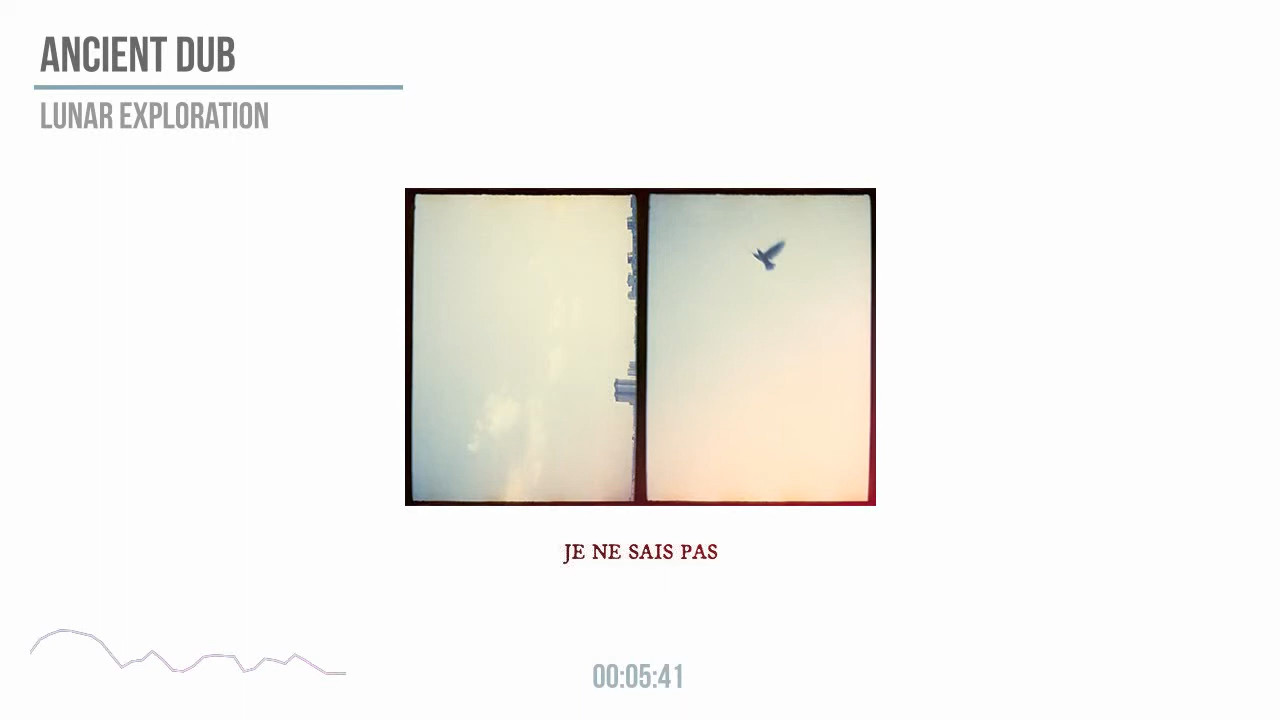 ANCIENT DUB
LUNAR EXPLORATION
JE NE SAIS PAS
00:05:41